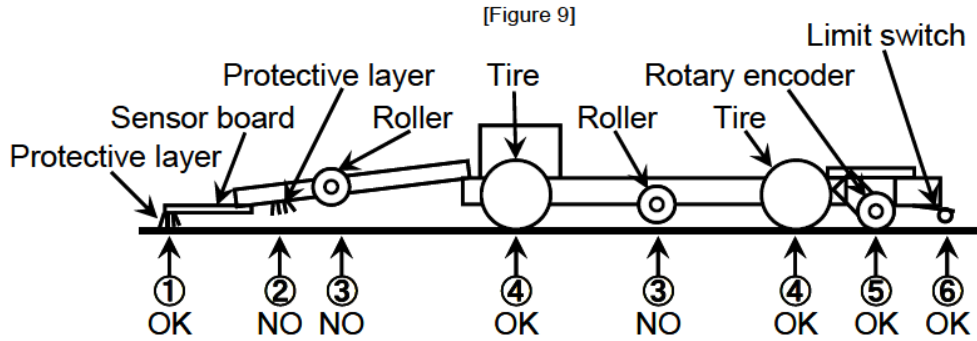 [Figure 9]
Limit switch
Protective layer
Tire
Rotary encoder
Sensor board
Roller
Roller
Tire
Protective layer
① ② ③ ④ ③ ④ ⑤ ⑥
OK NO NO OK NO OK OK OK